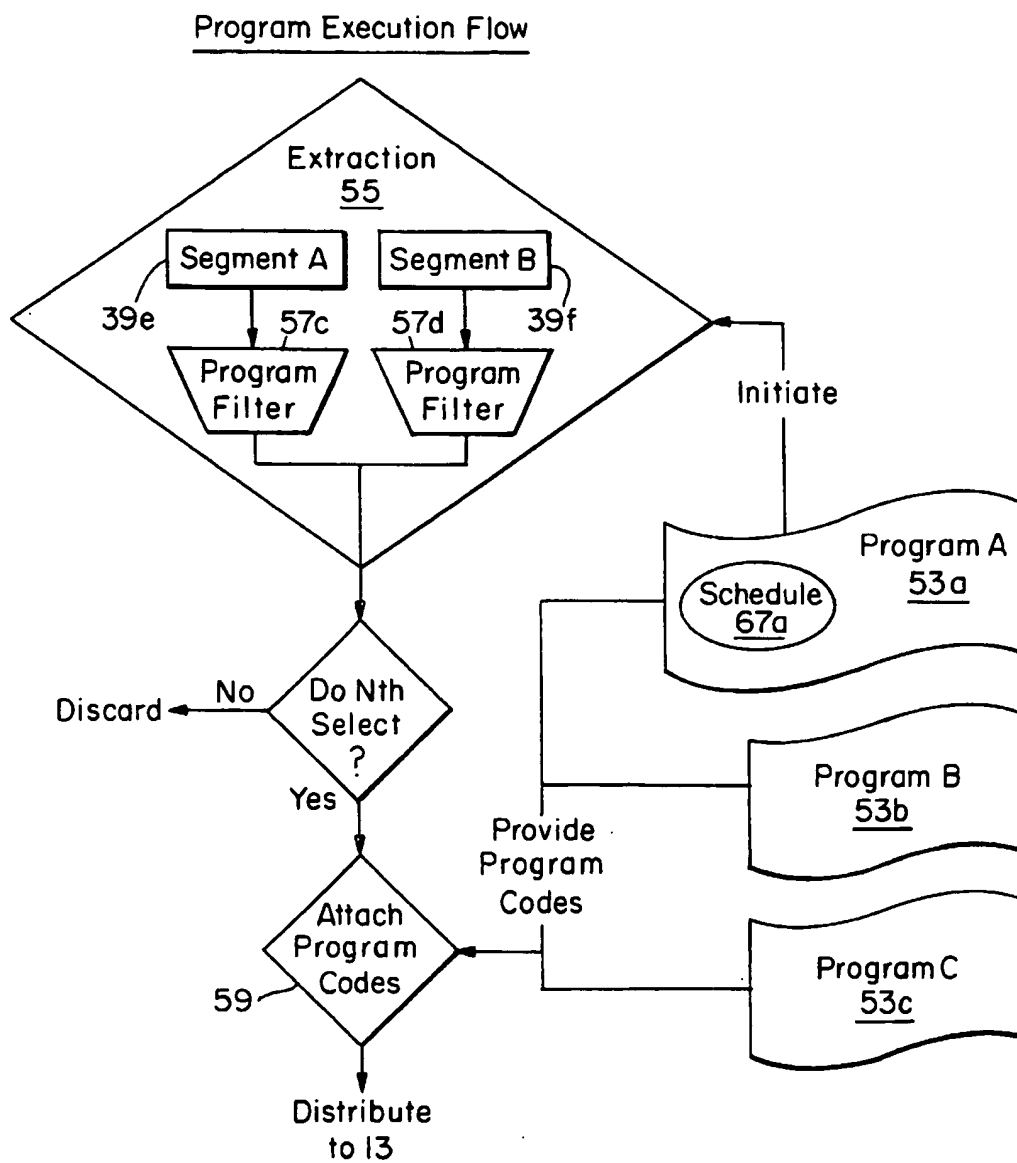 Program Execution Flow
Extraction
55
Segment A
Segment B
39e
57c
57d
39f
Program
Filter
Program
Filter
Initiate
Program A
53a
Schedule
67a
Do Nth
Select
?
No
Discard
Yes
Program B
53b
Provide
Program
Codes
Attach
Program
Codes
59
Program C
53c
Distribute
to 13